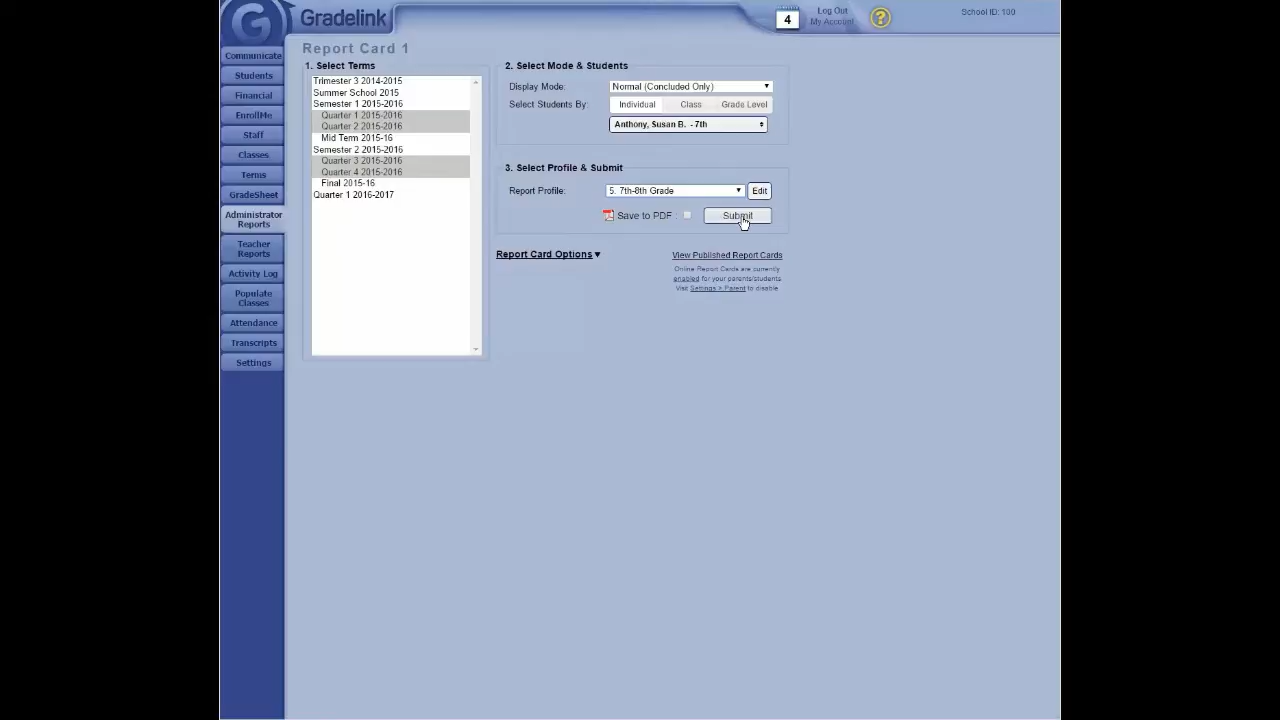 Gradelink
4
Log Out
My Account
?
School ID: 100
Communicate
Students
Financial
EnrollMe
Staff
Classes
Terms
GradeSheet
Administrator
Reports
Teacher
Reports
Activity Log
Populate
Classes
Attendance
Transcripts
Settings
Report Card 1
1. Select Terms
Trimester 3 2014-2015
Summer School 2015
Semester 1 2015-2016
Quarter 1 2015-2016
Quarter 2 2015-2016
Mid Term 2015-16
Semester 2 2015-2016
Quarter 3 2015-2016
Quarter 4 2015-2016
Final 2015-16
Quarter 1 2016-2017
2. Select Mode & Students
Display Mode: Normal (Concluded Only)
Select Students By: Individual Class Grade Level
Anthony, Susan B. - 7th
3. Select Profile & Submit
Report Profile: 5. 7th-8th Grade Edit
Save to PDF : Submit
Report Card Options
View Published Report Cards
Online Report Cards are currently
enabled for your parents/students
Visit Settings > Parent to disable